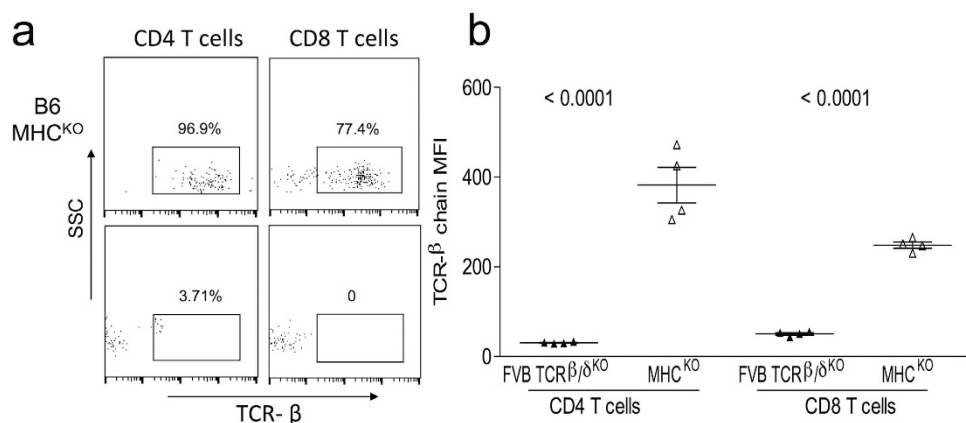 a
CD4 T cells
CD8 T cells
B6
MHCᴷᴼ
96.9%
77.4%
SSC
3.71%
0
TCR- β
b
< 0.0001
< 0.0001
TCR-β chain MFI
600
400
200
0
FVB TCRβ/δᴷᴼ
MHCᴷᴼ
FVB TCRβ/δᴷᴼ
MHCᴷᴼ
CD4 T cells
CD8 T cells